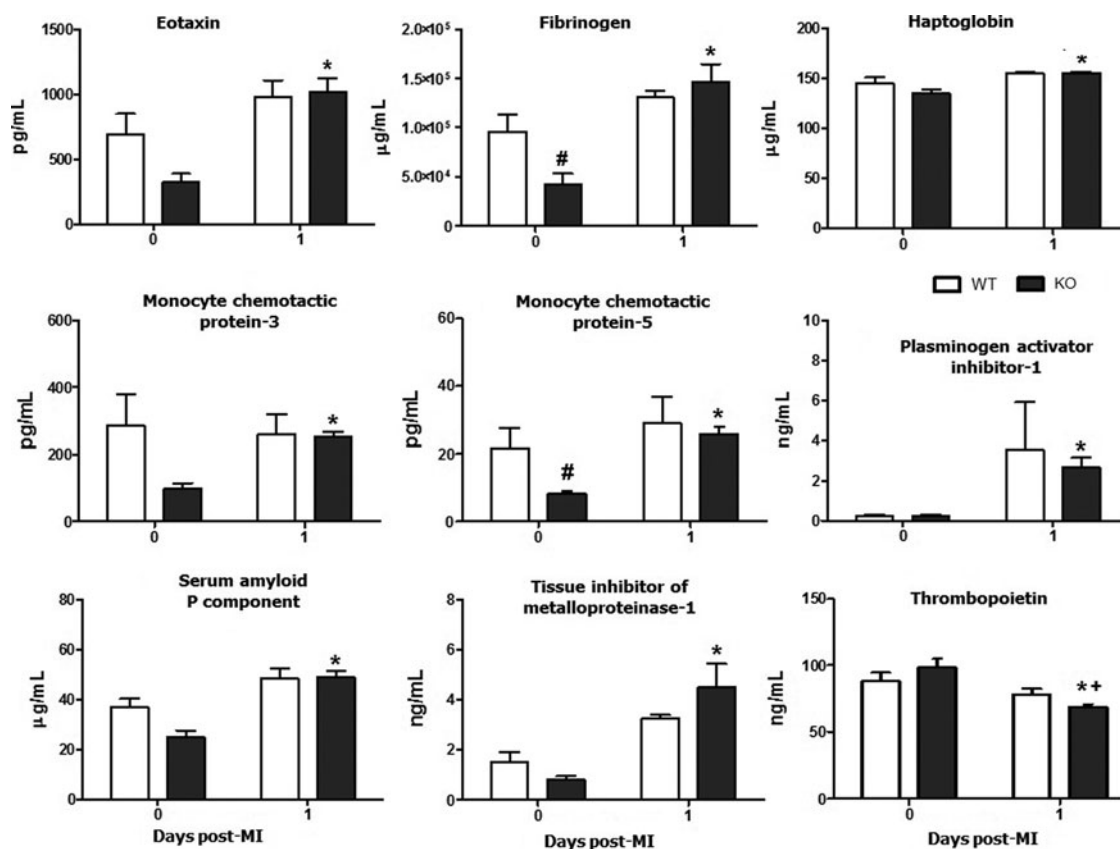 Eotaxin
1500
1000
500
0
pg/mL
0
1
*
Fibrinogen
2.0×10⁵
1.5×10⁵
1.0×10⁵
5.0×10⁴
0
µg/mL
#
*
0
1
Haptoglobin
200
150
100
150
0
µg/mL
*
0
1
WT
KO
Monocyte chemotactic
protein-3
600
400
200
0
pg/mL
*
0
1
Monocyte chemotactic
protein-5
60
40
20
0
pg/mL
#
*
0
1
Plasminogen activator
inhibitor-1
10
8
6
4
2
0
ng/mL
*
0
1
Serum amyloid
P component
80
60
40
20
0
µg/mL
*
0
1
Days post-MI
Tissue inhibitor of
metalloproteinase-1
8
6
4
2
0
ng/mL
*
0
1
Days post-MI
Thrombopoietin
150
100
50
0
ng/mL
*+
0
1
Days post-MI